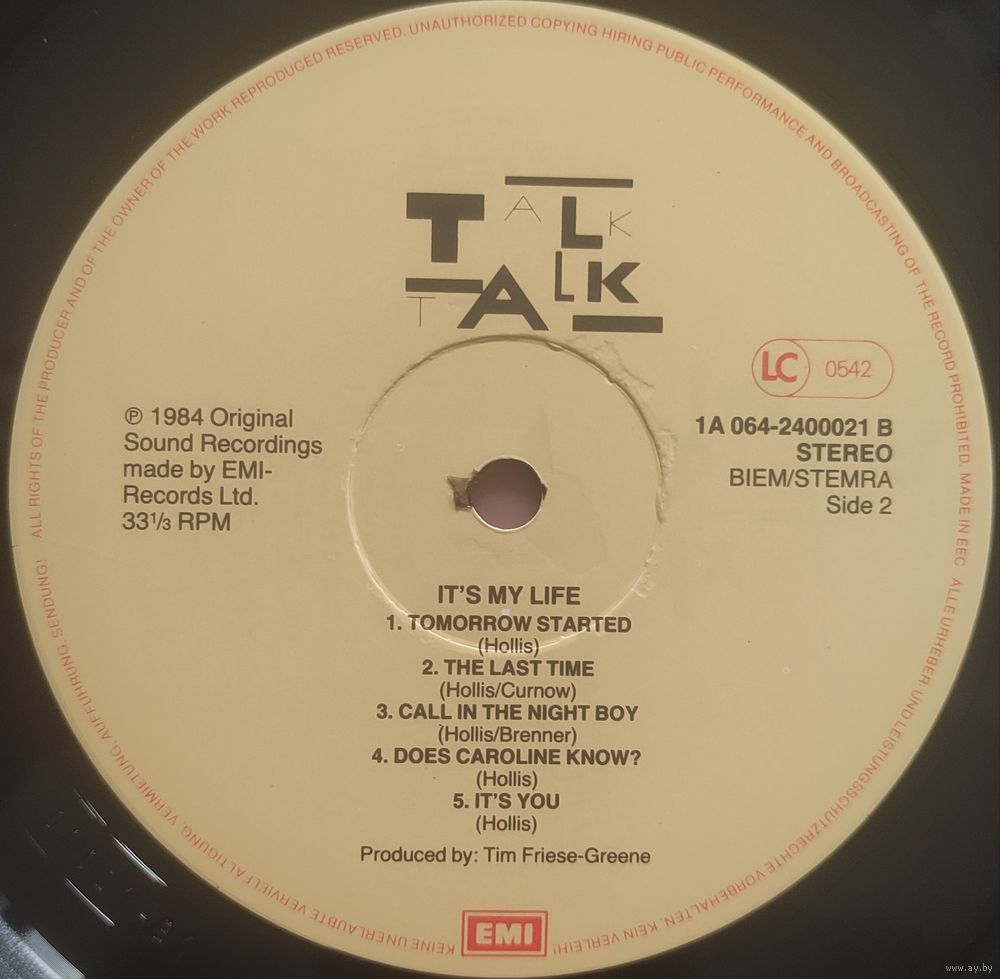 ALL RIGHTS OF THE PRODUCER AND OF THE OWNER OF THE WORK REPRODUCED RESERVED. UNAUTHORIZED COPYING HIRING PUBLIC PERFORMANCE AND BROADCASTING OF THE RECORD PROHIBITED. MADE IN EEC
ALLE URHEBER UND LEISTUNGSSCHUTZRECHTE VORBEHALTEN. KEIN VERLEIH! KEINE UNERLAUBTE VERVIELFÄLTIGUNG, VERMIETUNG, AUFFÜHRUNG, SENDUNG!
TALK
TALK
LC 0542
℗ 1984 Original
Sound Recordings
made by EMI-
Records Ltd.
33⅓ RPM
1A 064-2400021 B
STEREO
BIEM/STEMRA
Side 2
IT'S MY LIFE
1. TOMORROW STARTED
(Hollis)
2. THE LAST TIME
(Hollis/Curnow)
3. CALL IN THE NIGHT BOY
(Hollis/Brenner)
4. DOES CAROLINE KNOW?
(Hollis)
5. IT'S YOU
(Hollis)
Produced by: Tim Friese-Greene
EMI
www.ay.by